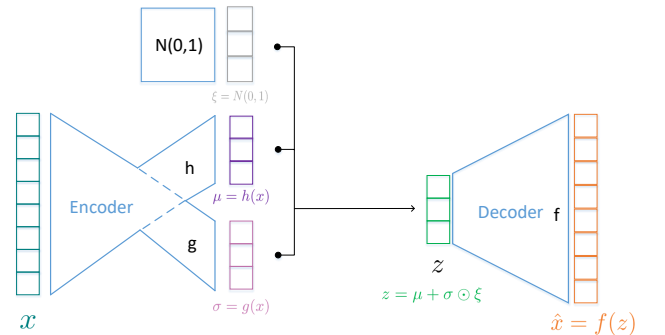 N(0,1)
ξ = N(0,1)
h
Encoder
μ = h(x)
g
x
σ = g(x)
Decoder f
z
z = μ + σ ⊙ ξ
x̂ = f(z)